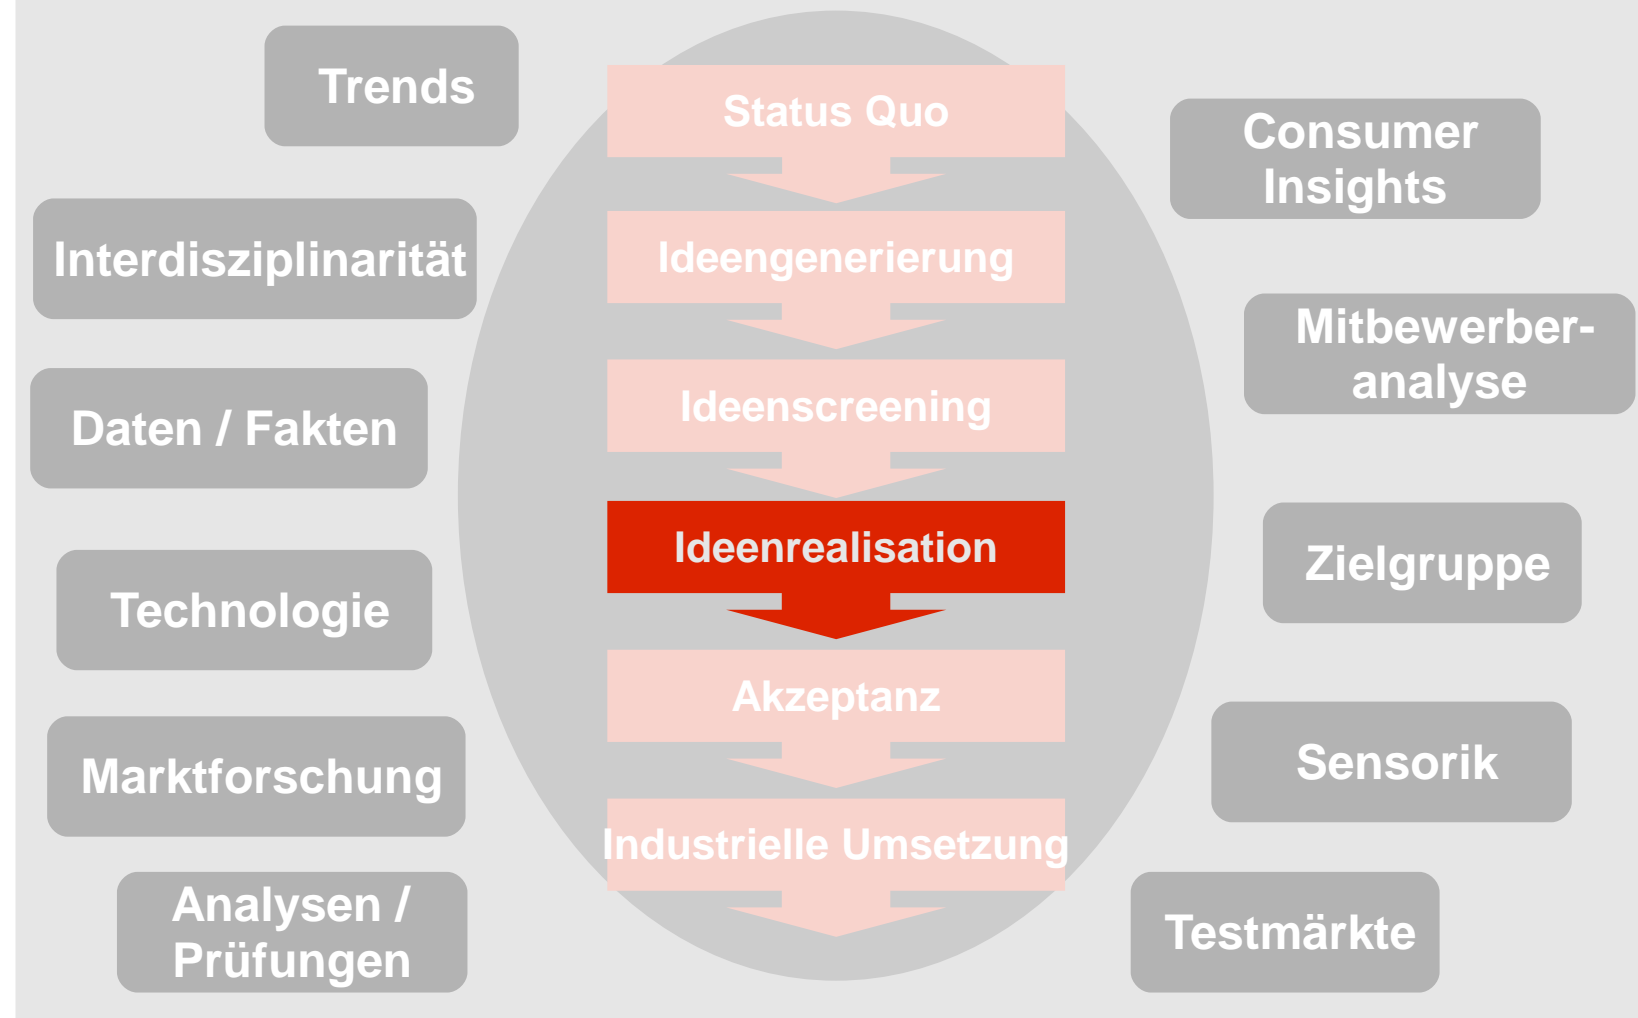 Trends
Interdisziplinarität
Daten / Fakten
Technologie
Marktforschung
Analysen /
Prüfungen
Status Quo
Ideengenerierung
Ideenscreening
Ideenrealisation
Akzeptanz
Industrielle Umsetzung
Consumer
Insights
Mitbewerber-
analyse
Zielgruppe
Sensorik
Testmärkte